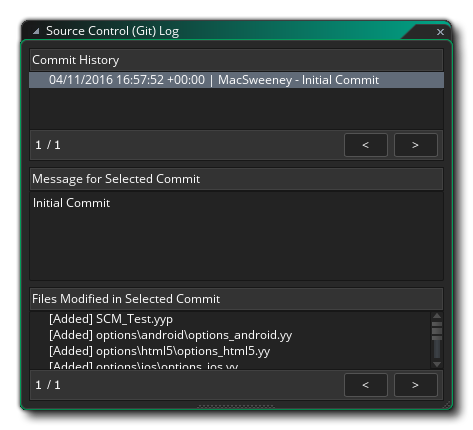 Source Control (Git) Log
Commit History
04/11/2016 16:57:52 +00:00 | MacSweeney - Initial Commit
1 / 1
<
>
Message for Selected Commit
Initial Commit
Files Modified in Selected Commit
[Added] SCM_Test.yyp
[Added] options\android\options_android.yy
[Added] options\html5\options_html5.yy
[Added] options\ios\options_ios.yy
1 / 1
<
>